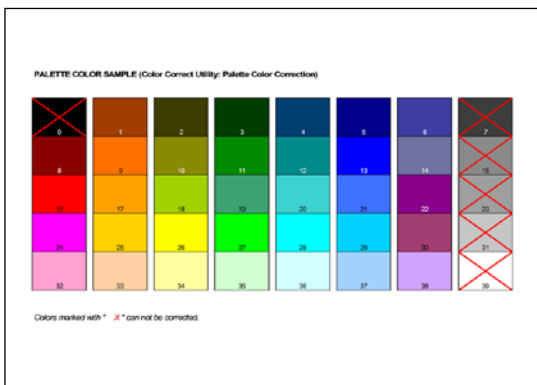 PALETTE COLOR SAMPLE (Color Correct Utility: Palette Color Correction)
0 1 2 3 4 5 6 7
8 9 10 11 12 13 14 15
16 17 18 19 20 21 22 23
24 25 26 27 28 29 30 31
32 33 34 35 36 37 38 39
Colors marked with " X " can not be corrected.